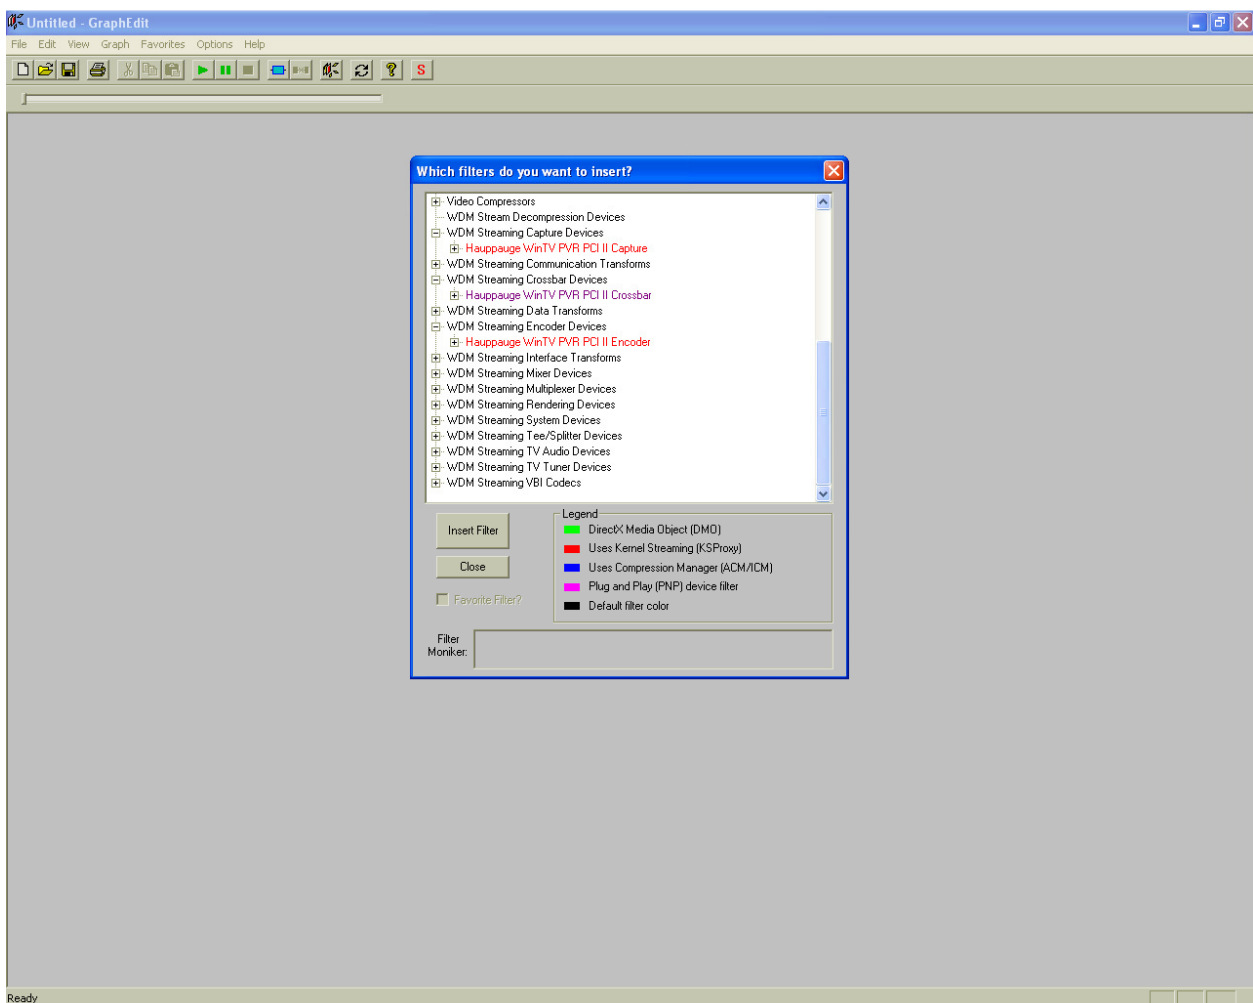 Untitled - GraphEdit
File Edit View Graph Favorites Options Help
S
Which filters do you want to insert?
Video Compressors
WDM Stream Decompression Devices
WDM Streaming Capture Devices
Hauppauge WinTV PVR PCI II Capture
WDM Streaming Communication Transforms
WDM Streaming Crossbar Devices
Hauppauge WinTV PVR PCI II Crossbar
WDM Streaming Data Transforms
WDM Streaming Encoder Devices
Hauppauge WinTV PVR PCI II Encoder
WDM Streaming Interface Transforms
WDM Streaming Mixer Devices
WDM Streaming Multiplexer Devices
WDM Streaming Rendering Devices
WDM Streaming System Devices
WDM Streaming Tee/Splitter Devices
WDM Streaming TV Audio Devices
WDM Streaming TV Tuner Devices
WDM Streaming VBI Codecs
Insert Filter
Close
Favorite Filter?
Legend
DirectX Media Object (DMO)
Uses Kernel Streaming (KSProxy)
Uses Compression Manager (ACM/ICM)
Plug and Play (PNP) device filter
Default filter color
Filter
Moniker:
Ready